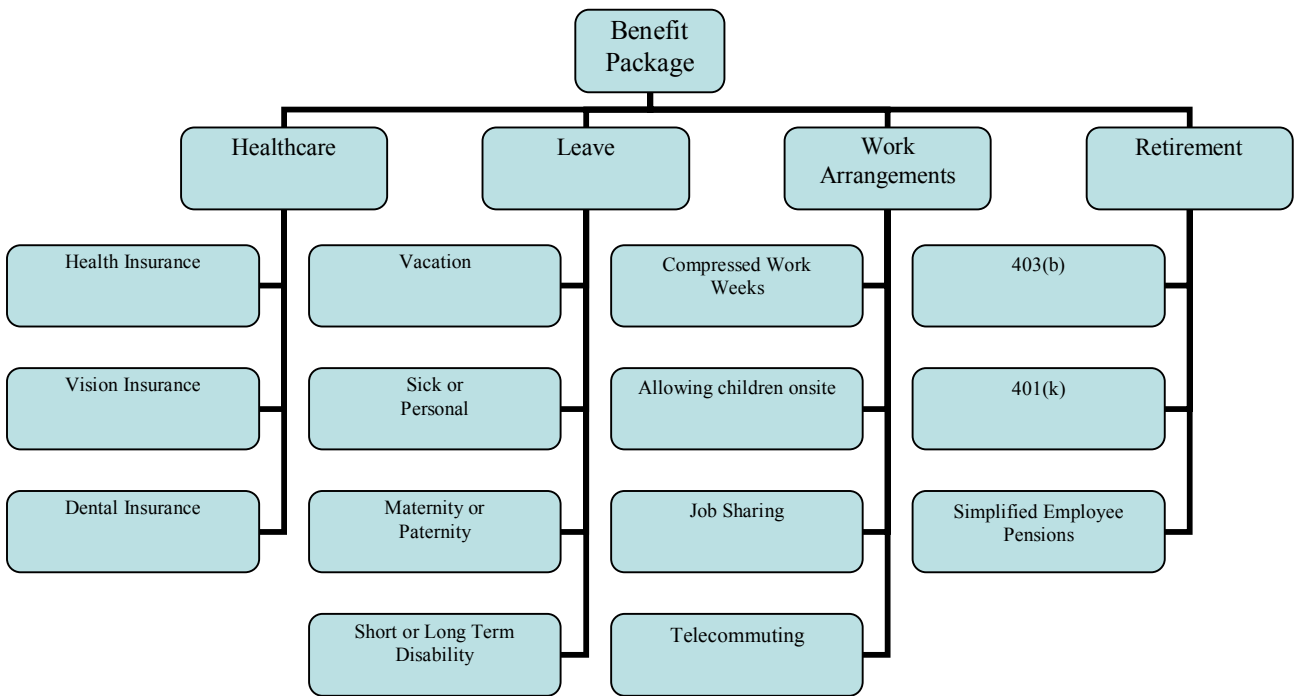 Benefit
Package
Healthcare
Leave
Work
Arrangements
Retirement
Health Insurance
Vacation
Compressed Work
Weeks
403(b)
Vision Insurance
Sick or
Personal
Allowing children onsite
401(k)
Dental Insurance
Maternity or
Paternity
Job Sharing
Simplified Employee
Pensions
Short or Long Term
Disability
Telecommuting